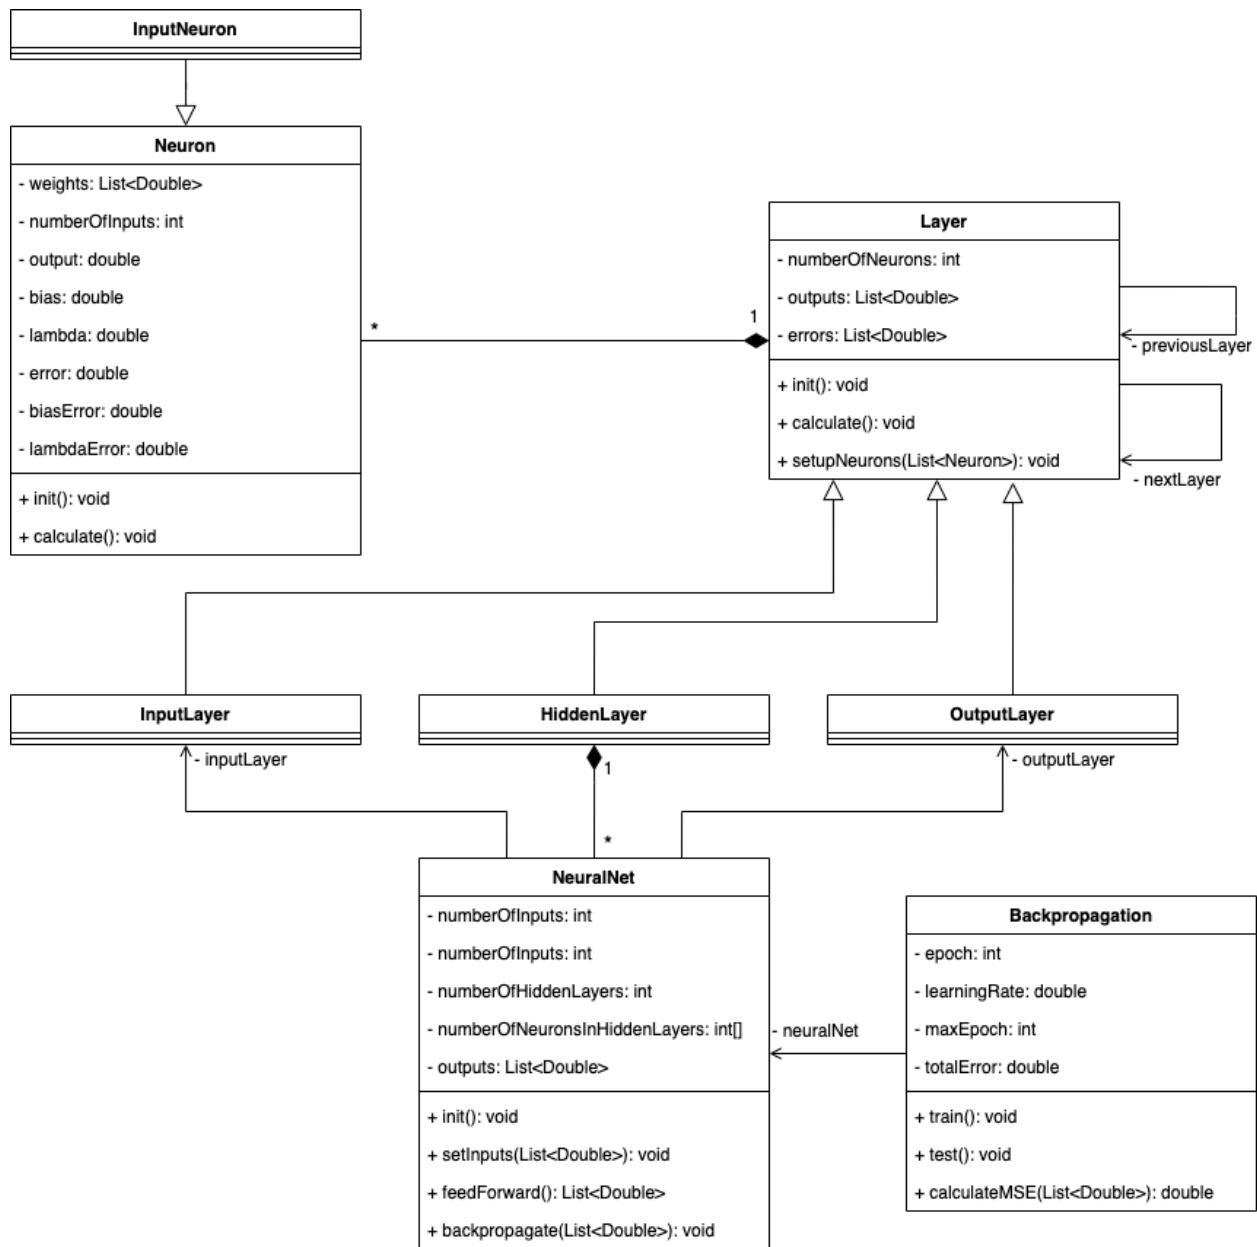 InputNeuron
Neuron
- weights: List<Double>
- numberOfInputs: int
- output: double
- bias: double
- lambda: double
- error: double
- biasError: double
- lambdaError: double
+ init(): void
+ calculate(): void
*
1
Layer
- numberOfNeurons: int
- outputs: List<Double>
- errors: List<Double>
+ init(): void
+ calculate(): void
+ setupNeurons(List<Neuron>): void
- previousLayer
- nextLayer
InputLayer
HiddenLayer
OutputLayer
- inputLayer
1
- outputLayer
*
NeuralNet
- numberOfInputs: int
- numberOfInputs: int
- numberOfHiddenLayers: int
- numberOfNeuronsInHiddenLayers: int[]
- outputs: List<Double>
+ init(): void
+ setInputs(List<Double>): void
+ feedForward(): List<Double>
+ backpropagate(List<Double>): void
- neuralNet
Backpropagation
- epoch: int
- learningRate: double
- maxEpoch: int
- totalError: double
+ train(): void
+ test(): void
+ calculateMSE(List<Double>): double